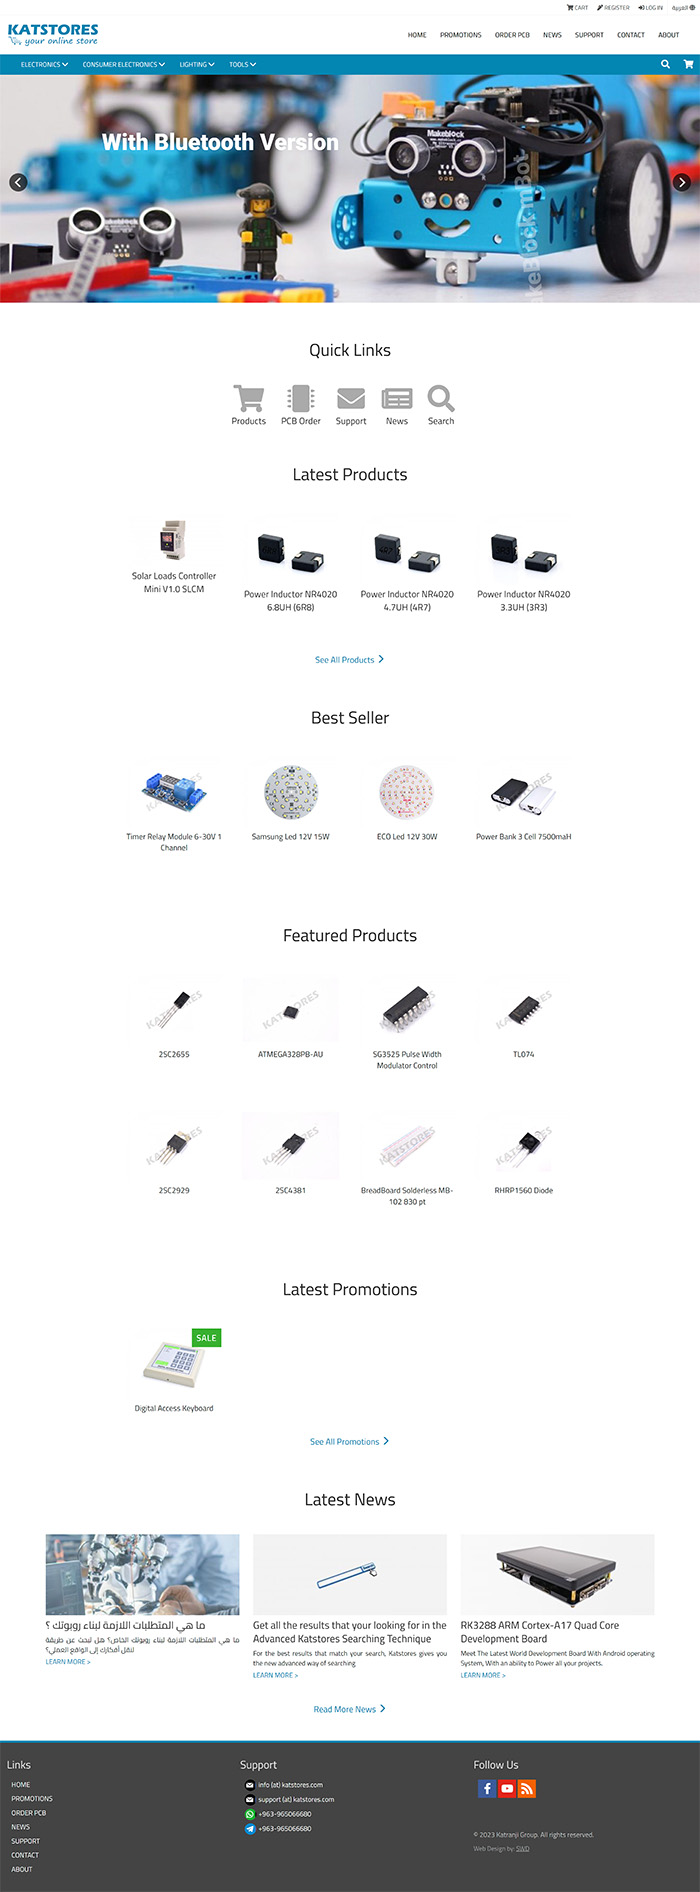 CART REGISTER LOG IN العربية
KATSTORES
your online store
HOME PROMOTIONS ORDER PCB NEWS SUPPORT CONTACT ABOUT
ELECTRONICS CONSUMER ELECTRONICS LIGHTING TOOLS
With Bluetooth Version
Makeblock
Quick Links
Products PCB Order Support News Search
Latest Products
Solar Loads Controller
Mini V1.0 SLCM
Power Inductor NR4020
6.8UH (6R8)
Power Inductor NR4020
4.7UH (4R7)
Power Inductor NR4020
3.3UH (3R3)
See All Products
Best Seller
Timer Relay Module 6-30V 1
Channel
Samsung Led 12V 15W
ECO Led 12V 30W
Power Bank 3 Cell 7500maH
Featured Products
2SC2655
ATMEGA328PB-AU
SG3525 Pulse Width
Modulator Control
TL074
2SC2929
2SC4381
KATSTORES
BreadBoard Solderless MB-
102 830 pt
RHRP1560 Diode
Latest Promotions
SALE
Digital Access Keyboard
See All Promotions
Latest News
ما هي المتطلبات اللازمة لبناء روبوتك ؟
ما هي المتطلبات اللازمة لبناء روبوتك الخاص؟ هل تبحث عن طريقة
لنقل أفكارك إلى الواقع العملي؟
LEARN MORE >
Get all the results that your looking for in the
Advanced Katstores Searching Technique
For the best results that match your search, Katstores gives you
the new advanced way of searching
LEARN MORE >
RK3288 ARM Cortex-A17 Quad Core
Development Board
Meet The Latest World Development Board With Android operating
System, With an ability to Power all your projects.
LEARN MORE >
Read More News
Links
HOME
PROMOTIONS
ORDER PCB
NEWS
SUPPORT
CONTACT
ABOUT
Support
info (at) katstores.com
support (at) katstores.com
+963-965066680
+963-965066680
Follow Us
© 2023 Katranji Group. All rights reserved.
Web Design by: SWD